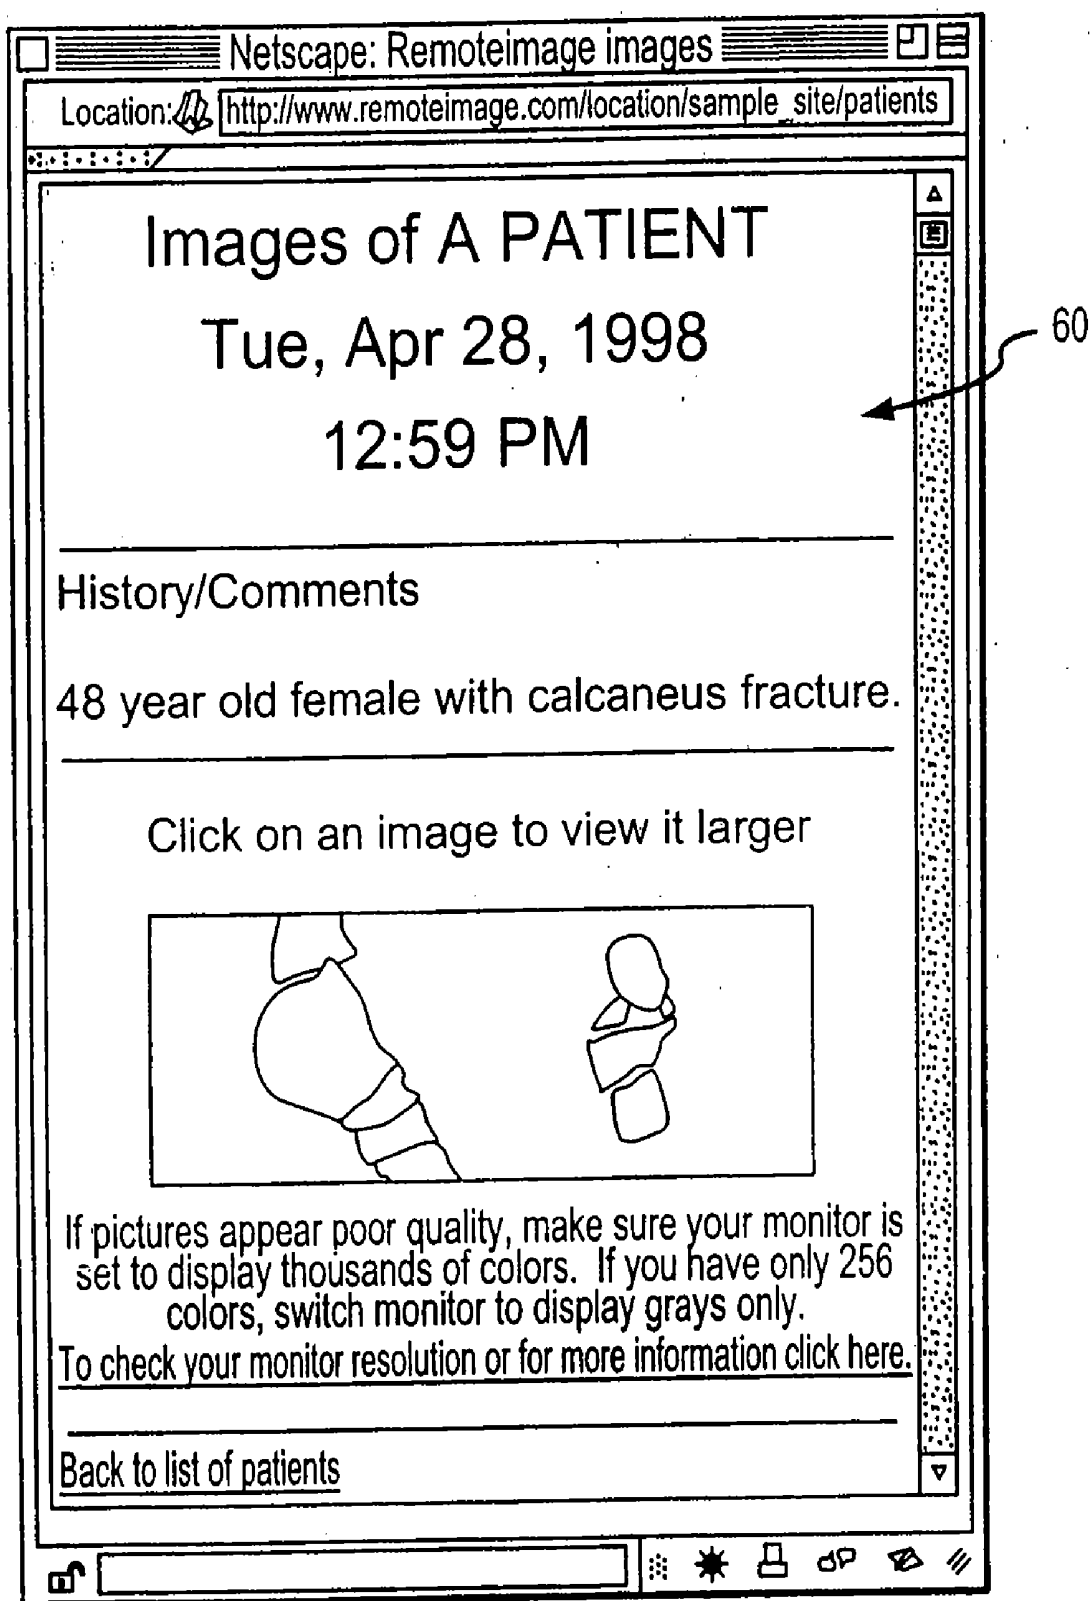 Netscape: Remoteimage images
Location: http://www.remoteimage.com/location/sample_site/patients
Images of A PATIENT
Tue, Apr 28, 1998
60
12:59 PM
History/Comments
48 year old female with calcaneus fracture.
Click on an image to view it larger
If pictures appear poor quality, make sure your monitor is
set to display thousands of colors. If you have only 256
colors, switch monitor to display grays only.
To check your monitor resolution or for more information click here.
Back to list of patients